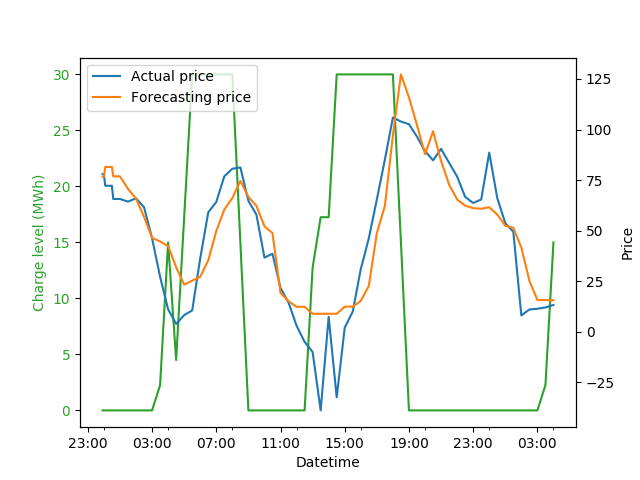 Actual price
Forecasting price
30
25
20
15
10
5
0
Charge level (MWh)
125
100
75
50
25
0
−25
Price
23:00 03:00 07:00 11:00 15:00 19:00 23:00 03:00
Datetime